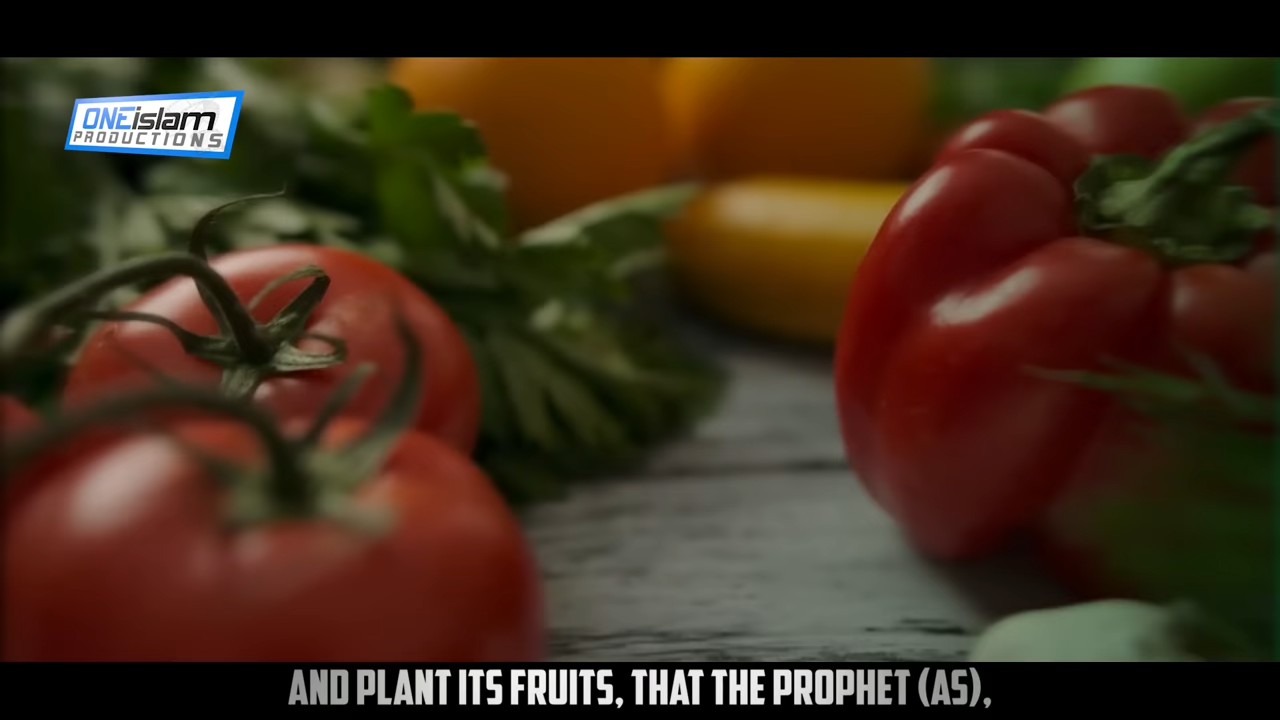 ONEislam
PRODUCTIONS
AND PLANT ITS FRUITS, THAT THE PROPHET (AS),